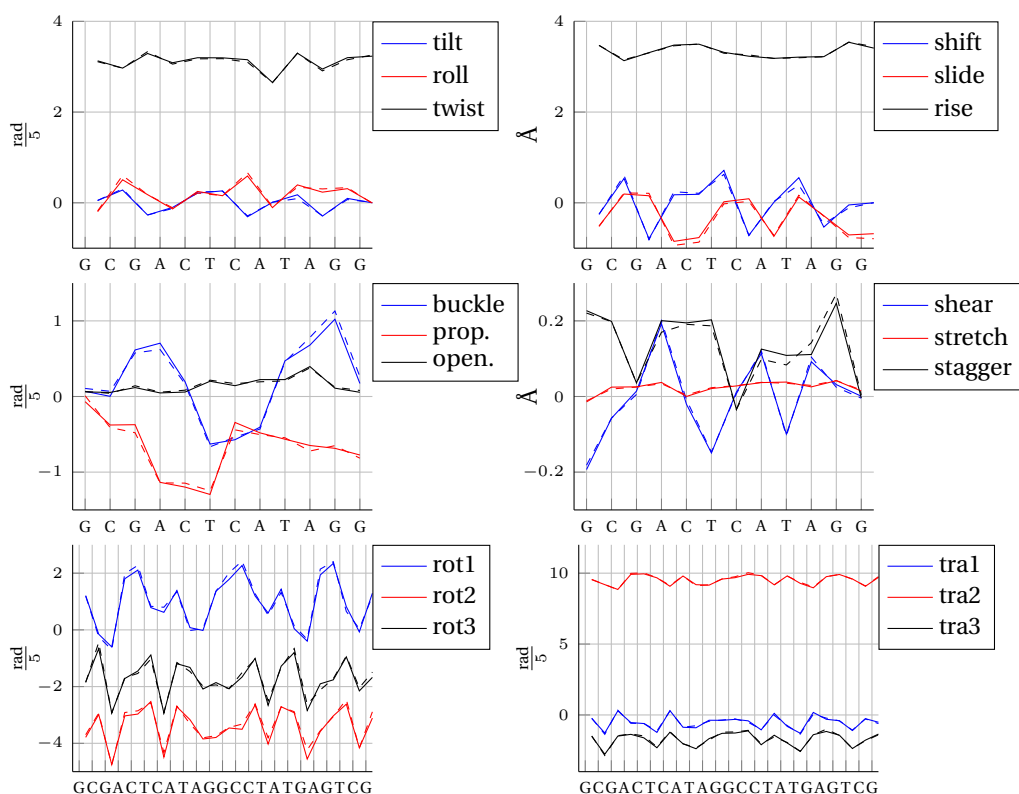 4
2
0
rad
5
G C G A C T C A T A G G
tilt
roll
twist
4
2
0
Å
G C G A C T C A T A G G
shift
slide
rise
1
0
−1
rad
5
G C G A C T C A T A G G
buckle
prop.
open.
0.2
0
−0.2
Å
G C G A C T C A T A G G
shear
stretch
stagger
2
0
−2
−4
rad
5
GCGACTCATAGGCCTATGAGTCG
rot1
rot2
rot3
10
5
0
rad
5
GCGACTCATAGGCCTATGAGTCG
tra1
tra2
tra3